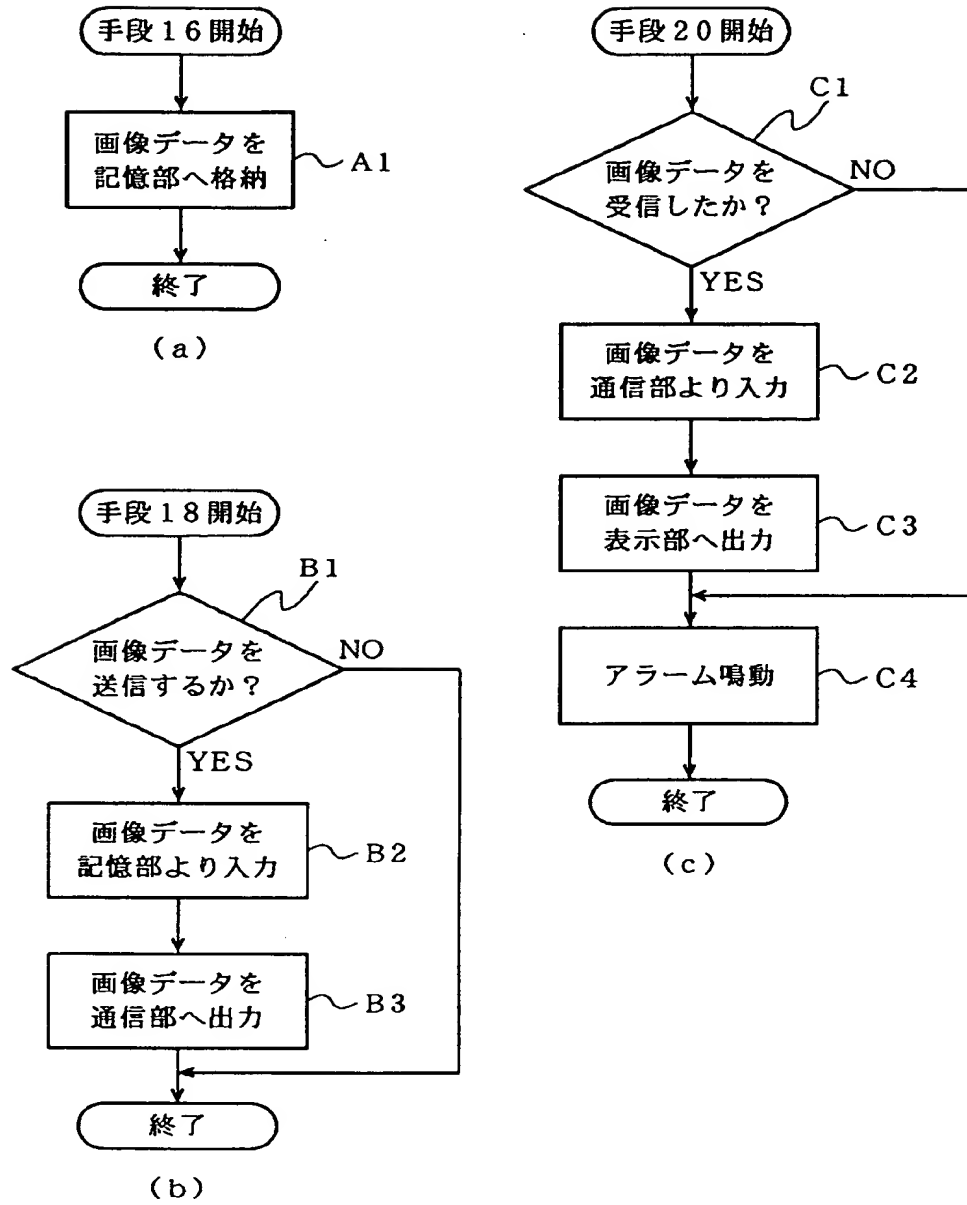 手段16開始
画像データを
記憶部へ格納
A1
終了
(a)
手段18開始
B1
画像データを
送信するか?
NO
YES
画像データを
記憶部より入力
B2
画像データを
通信部へ出力
B3
終了
(b)
手段20開始
C1
画像データを
受信したか?
NO
YES
画像データを
通信部より入力
C2
画像データを
表示部へ出力
C3
アラーム鳴動
C4
終了
(c)